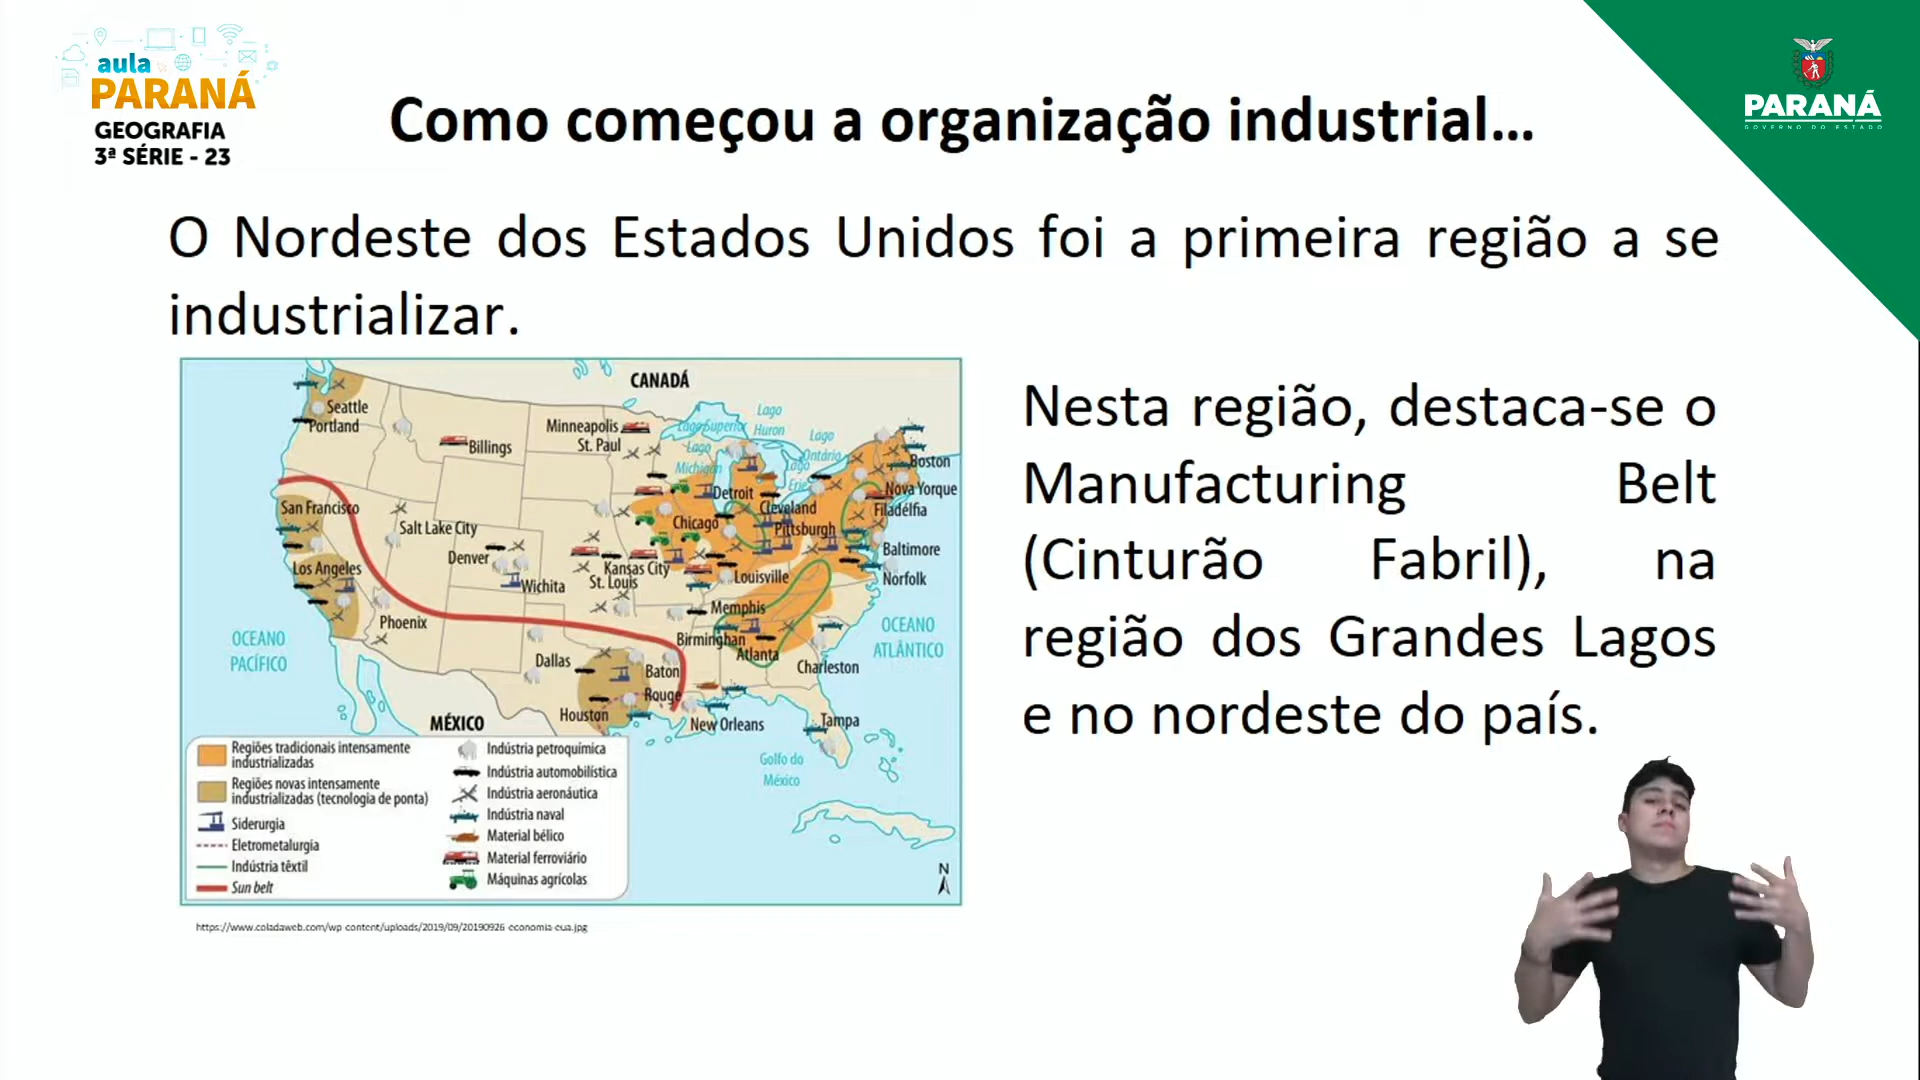 aula
PARANÁ
GEOGRAFIA
3ª SÉRIE - 23
PARANÁ
GOVERNO DO ESTADO
Como começou a organização industrial...
O Nordeste dos Estados Unidos foi a primeira região a se
industrializar.
Nesta região, destaca-se o
Manufacturing Belt
(Cinturão Fabril), na
região dos Grandes Lagos
e no nordeste do país.
CANADÁ
Seattle
Portland
Billings
Minneapolis
St. Paul
Lago Superior
Lago
Huron
Lago
Michigan
Lago
Ontário
Lago
Erie
Boston
Nova Yorque
Filadélfia
Detroit
Cleveland
Chicago
Pittsburgh
Baltimore
Norfolk
San Francisco
Salt Lake City
Denver
Kansas City
St. Louis
Louisville
Wichita
Los Angeles
Phoenix
Memphis
Birminghan
Atlanta
Charleston
OCEANO
PACÍFICO
OCEANO
ATLÂNTICO
Dallas
Baton
Rouge
Houston
New Orleans
Tampa
MÉXICO
Golfo do
México
Regiões tradicionais intensamente
industrializadas
Regiões novas intensamente
industrializadas (tecnologia de ponta)
Siderurgia
Eletrometalurgia
Indústria têxtil
Sun belt
Indústria petroquímica
Indústria automobilística
Indústria aeronáutica
Indústria naval
Material bélico
Material ferroviário
Máquinas agrícolas
N
https://www.coladaweb.com/wp-content/uploads/2019/09/20190926-economia-eua.jpg